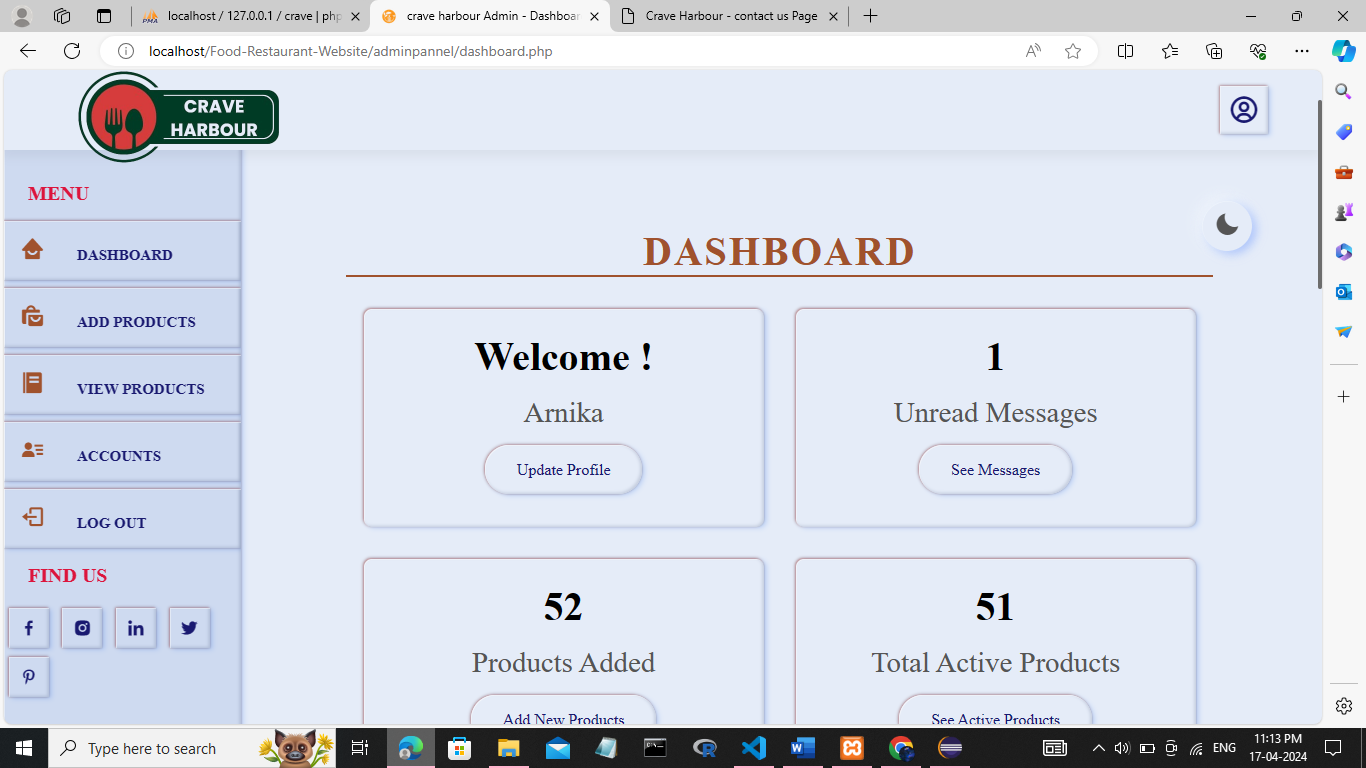 localhost / 127.0.0.1 / crave | php
crave harbour Admin - Dashboar
Crave Harbour - contact us Page
localhost/Food-Restaurant-Website/adminpannel/dashboard.php
CRAVE
HARBOUR
MENU
DASHBOARD
ADD PRODUCTS
VIEW PRODUCTS
ACCOUNTS
LOG OUT
FIND US
DASHBOARD
Welcome !
Arnika
Update Profile
1
Unread Messages
See Messages
52
Products Added
Add New Products
51
Total Active Products
See Active Products
Type here to search
ENG
11:13 PM
17-04-2024